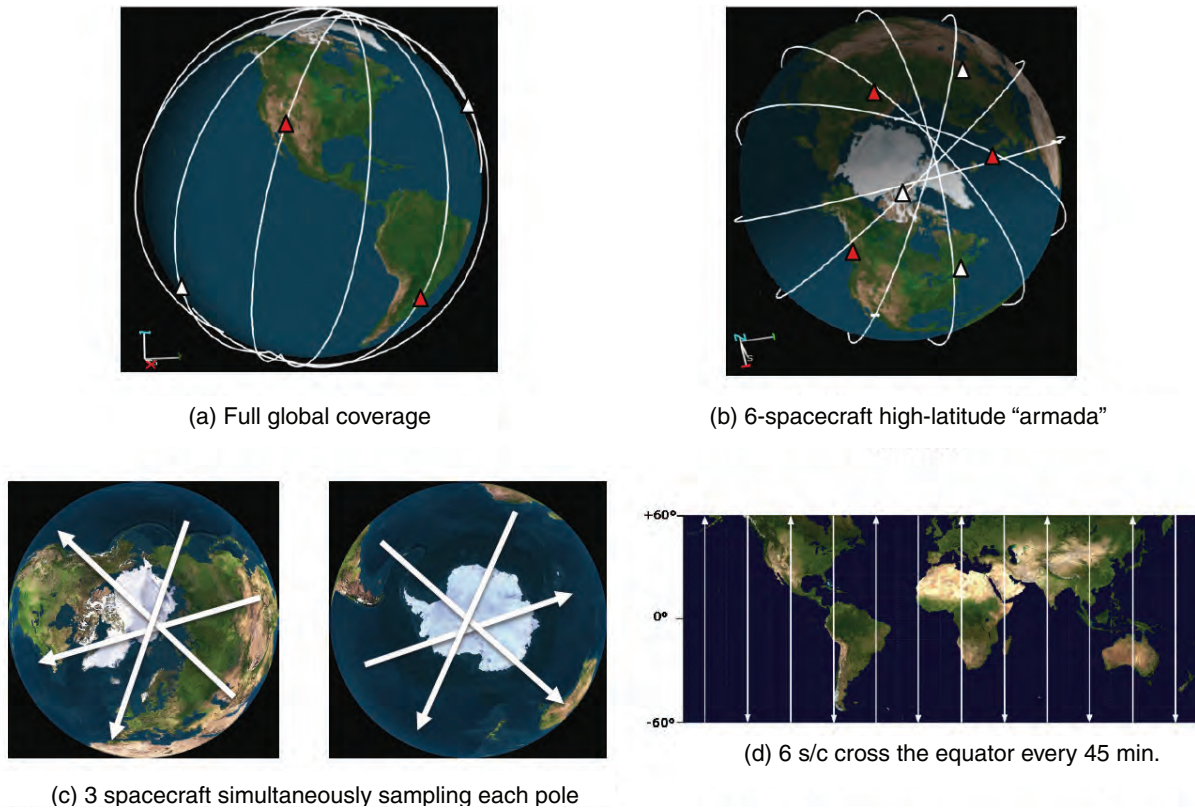 (a) Full global coverage
(b) 6-spacecraft high-latitude “armada”
+60°
0°
-60°
(d) 6 s/c cross the equator every 45 min.
(c) 3 spacecraft simultaneously sampling each pole